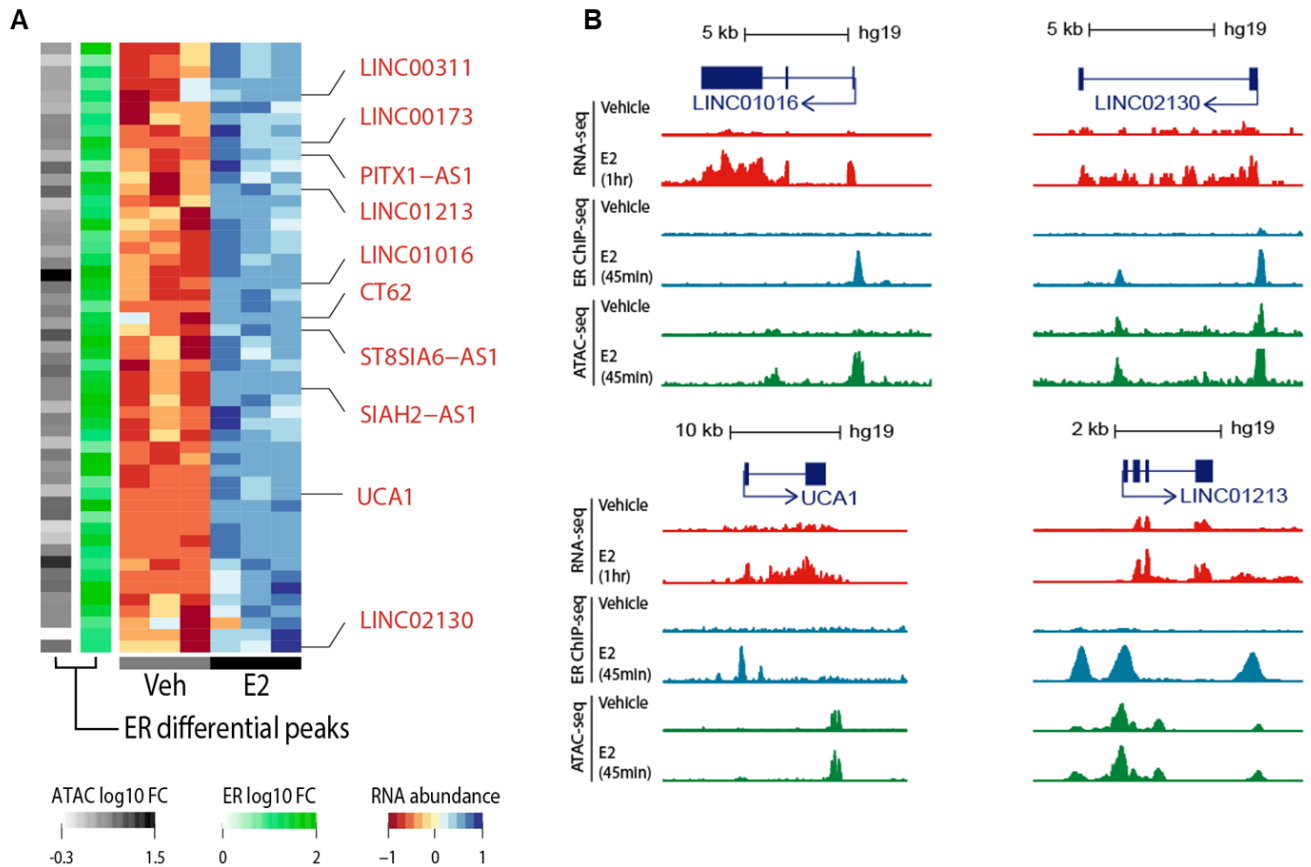 A
LINC00311
LINC00173
PITX1–AS1
LINC01213
LINC01016
CT62
ST8SIA6–AS1
SIAH2–AS1
UCA1
LINC02130
Veh E2
ER differential peaks
ATAC log10 FC
-0.3 1.5
ER log10 FC
0 2
RNA abundance
−1 0 1
B
5 kb hg19
LINC01016
RNA-seq
Vehicle
E2
(1hr)
ER ChIP-seq
Vehicle
E2
(45min)
ATAC-seq
Vehicle
E2
(45min)
5 kb hg19
LINC02130
10 kb hg19
UCA1
RNA-seq
Vehicle
E2
(1hr)
ER ChIP-seq
Vehicle
E2
(45min)
ATAC-seq
Vehicle
E2
(45min)
2 kb hg19
LINC01213